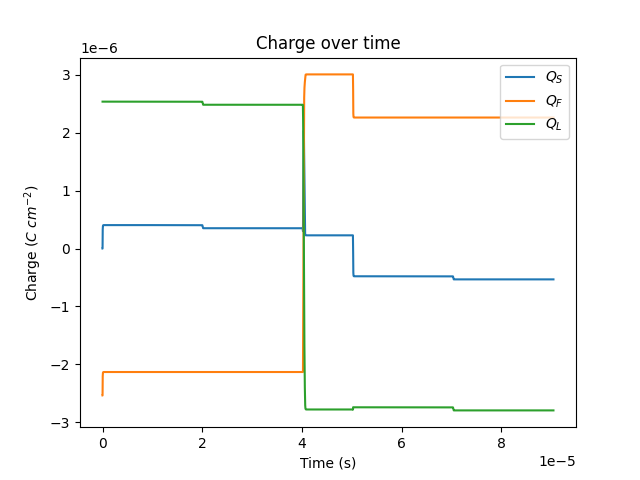 Charge over time
1e−6
Q_S
Q_F
Q_L
3
2
1
0
−1
−2
−3
Charge (C cm^{−2})
0 2 4 6 8
1e−5
Time (s)